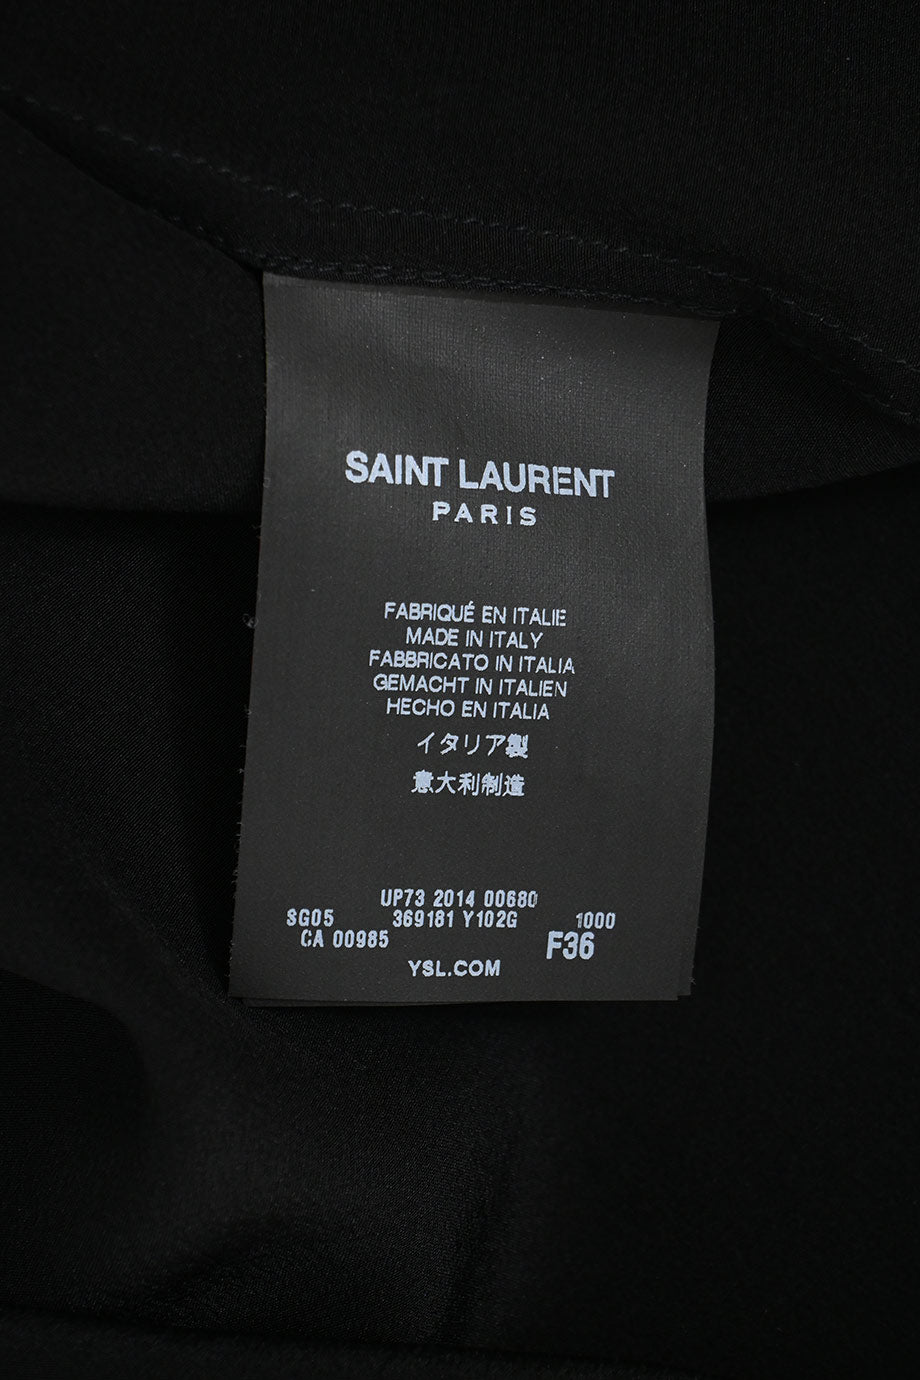 SAINT LAURENT
PARIS
FABRIQUÉ EN ITALIE
MADE IN ITALY
FABBRICATO IN ITALIA
GEMACHT IN ITALIEN
HECHO EN ITALIA
イタリア製
意大利制造
UP73 2014 00680
SG05 369181 Y102G 1000
CA 00985 F36
YSL.COM